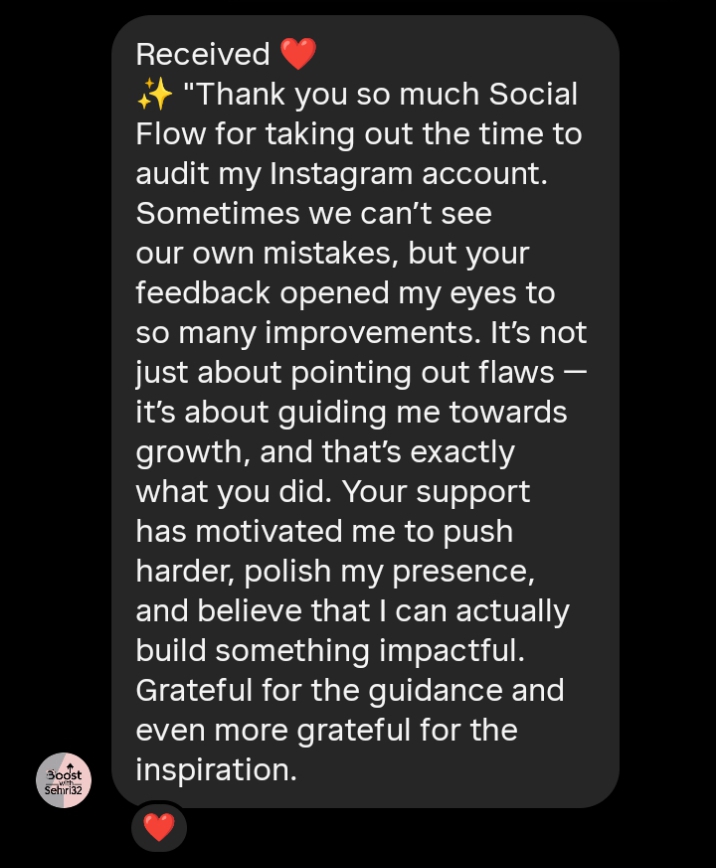 Received ❤️
✨ "Thank you so much Social
Flow for taking out the time to
audit my Instagram account.
Sometimes we can’t see
our own mistakes, but your
feedback opened my eyes to
so many improvements. It’s not
just about pointing out flaws —
it’s about guiding me towards
growth, and that’s exactly
what you did. Your support
has motivated me to push
harder, polish my presence,
and believe that I can actually
build something impactful.
Grateful for the guidance and
even more grateful for the
inspiration.
Boost
WITH
Sehri32
❤️